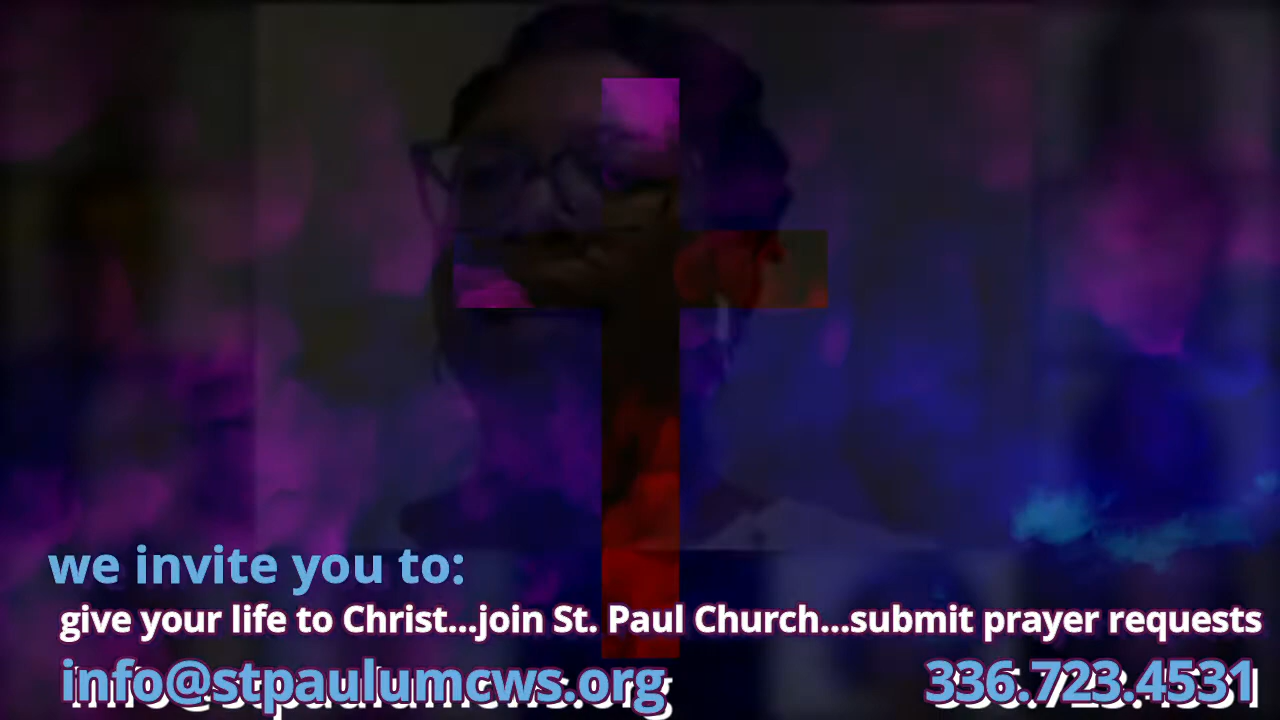 we invite you to:
give your life to Christ...join St. Paul Church...submit prayer requests
info@stpaulumcws.org 336.723.4531